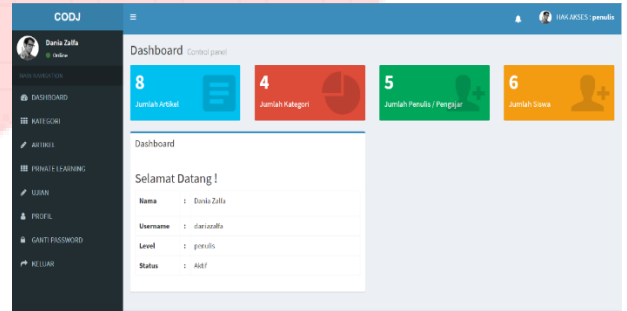 CODJ
HAK AKSES : penulis
Dania Zalfa
Online
MAIN NAVIGATION
DASHBOARD
KATEGORI
ARTIKEL
PRIVATE LEARNING
UJIAN
PROFIL
GANTI PASSWORD
KELUAR
Dashboard Control panel
8
Jumlah Artikel
4
Jumlah Kategori
5
Jumlah Penulis / Pengajar
6
Jumlah Siswa
Dashboard
Selamat Datang !
Nama : Dania Zalfa
Username : daniazalfa
Level : penulis
Status : Aktif